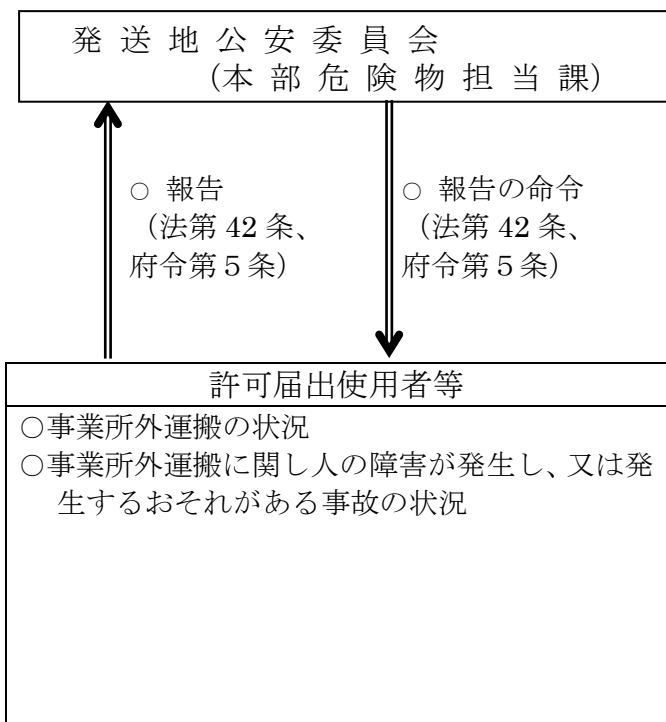 発送地公安委員会
（本部危険物担当課）
○ 報告
（法第 42 条、
府令第５条）
○ 報告の命令
（法第 42 条、
府令第５条）
許可届出使用者等
○事業所外運搬の状況
○事業所外運搬に関し人の障害が発生し、又は発
生するおそれがある事故の状況